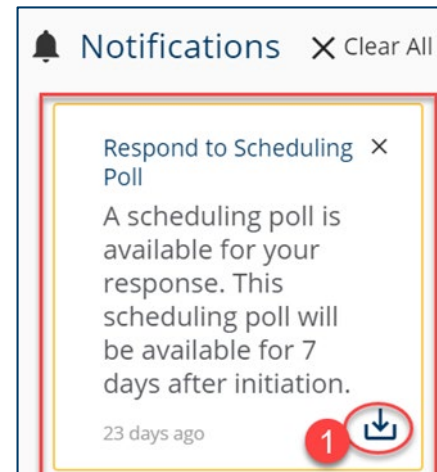 Notifications Clear All
Respond to Scheduling
Poll
A scheduling poll is
available for your
response. This
scheduling poll will
be available for 7
days after initiation.
23 days ago 1